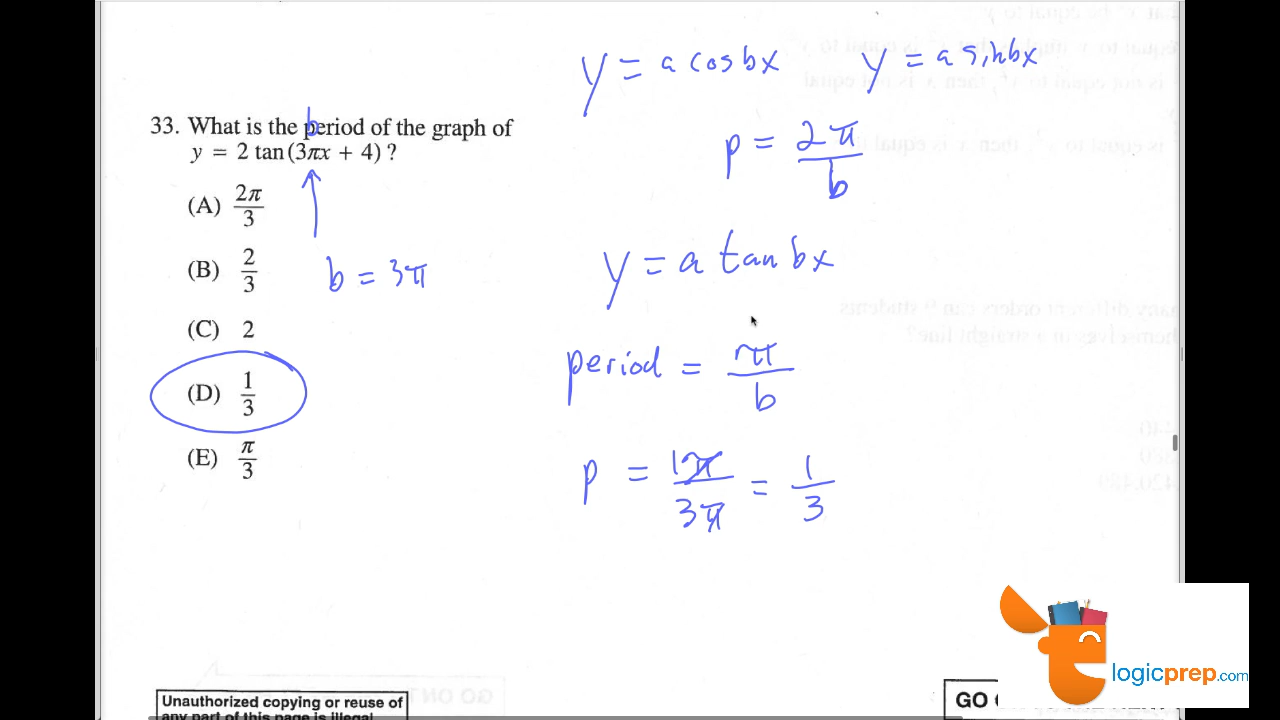 33. What is the period of the graph of
y = 2 tan(3πx + 4) ?
(A) 2π/3
(B) 2/3
(C) 2
(D) 1/3
(E) π/3
b
b = 3π
y = a cos bx
y = a sin bx
p = 2π/b
y = a tan bx
period = π/b
p = 1π/3π = 1/3
Unauthorized copying or reuse of
any part of this page is illegal
GO
logicprep.com